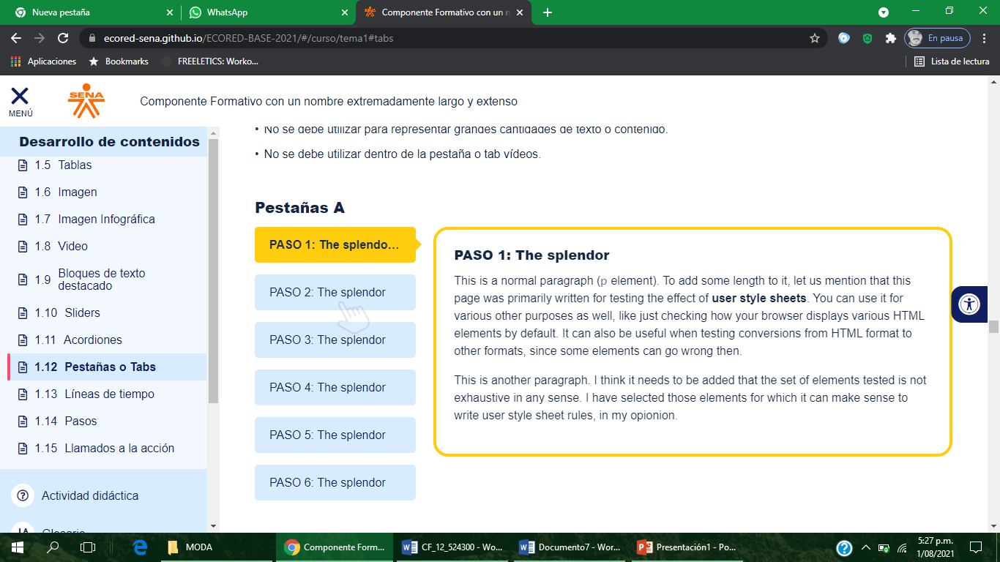 Nueva pestaña
WhatsApp
Componente Formativo con un n
ecored-sena.github.io/ECORED-BASE-2021/#/curso/tema1#tabs
En pausa
Aplicaciones
Bookmarks
FREELETICS: Worko...
Lista de lectura
MENÚ
SENA
Componente Formativo con un nombre extremadamente largo y extenso
Desarrollo de contenidos
1.5 Tablas
1.6 Imagen
1.7 Imagen Infográfica
1.8 Video
1.9 Bloques de texto
destacado
1.10 Sliders
1.11 Acordiones
1.12 Pestañas o Tabs
1.13 Líneas de tiempo
1.14 Pasos
1.15 Llamados a la acción
Actividad didáctica
Glosario
• No se debe utilizar para representar grandes cantidades de texto o contenido.
• No se debe utilizar dentro de la pestaña o tab vídeos.
Pestañas A
PASO 1: The splendo...
PASO 2: The splendor
PASO 3: The splendor
PASO 4: The splendor
PASO 5: The splendor
PASO 6: The splendor
PASO 1: The splendor
This is a normal paragraph (p element). To add some length to it, let us mention that this
page was primarily written for testing the effect of user style sheets. You can use it for
various other purposes as well, like just checking how your browser displays various HTML
elements by default. It can also be useful when testing conversions from HTML format to
other formats, since some elements can go wrong then.
This is another paragraph. I think it needs to be added that the set of elements tested is not
exhaustive in any sense. I have selected those elements for which it can make sense to
write user style sheet rules, in my opionion.
MODA
Componente Form...
CF_12_524300 - Wo...
Documento7 - Wor...
Presentación1 - Po...
5:27 p.m.
1/08/2021